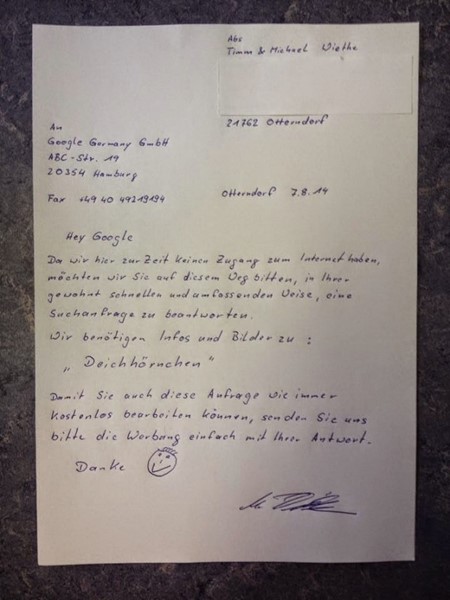 Abs
Timm & Michael Wiethe
21762 Otterndorf
An
Google Germany GmbH
ABC-Str. 19
20354 Hamburg
Fax +49 40 49219194
Otterndorf 7.8.14
Hey Google
Da wir hier zur Zeit keinen Zugang zum Internet haben,
möchten wir Sie auf diesem Weg bitten, in Ihrer
gewohnt schnellen und umfassenden Weise, eine
Suchanfrage zu beantworten.
Wir benötigen Infos und Bilder zu :
„ Deichhörnchen "
Damit Sie auch diese Anfrage wie immer
kostenlos bearbeiten können, senden Sie uns
bitte die Werbung einfach mit Ihrer Antwort.
Danke